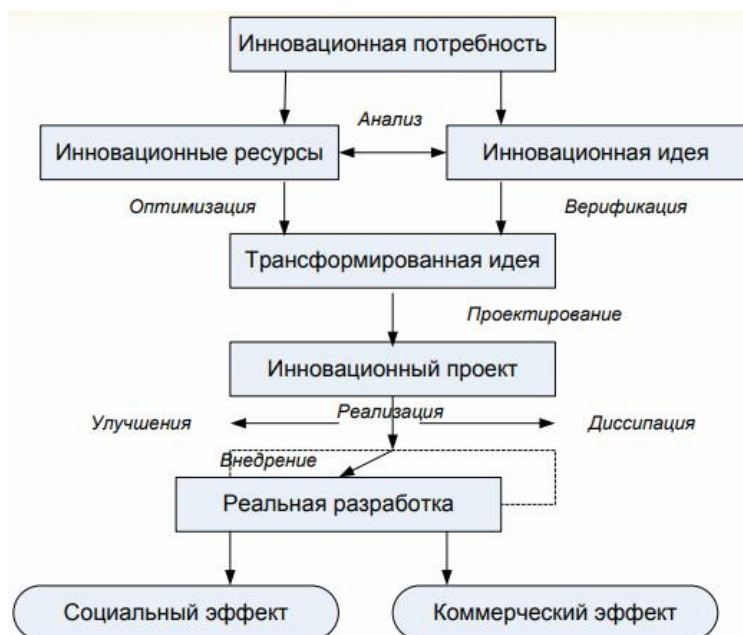 Инновационная потребность
Анализ
Инновационные ресурсы
Инновационная идея
Оптимизация
Верификация
Трансформированная идея
Проектирование
Инновационный проект
Реализация
Улучшения
Диссипация
Внедрение
Реальная разработка
Социальный эффект
Коммерческий эффект